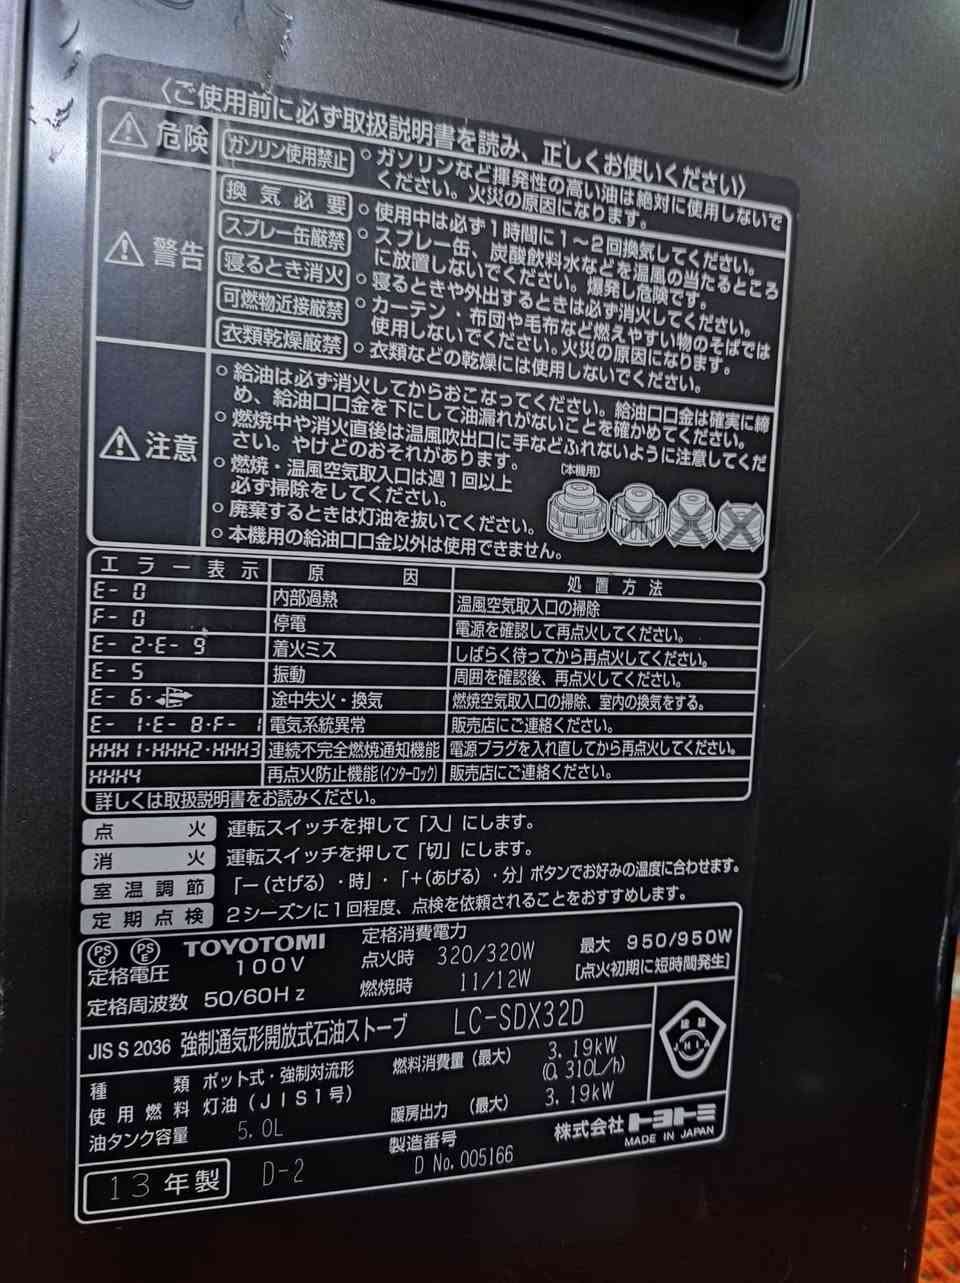 〈ご使用前に必ず取扱説明書を読み、正しくお使いください〉
危険
ガソリン使用禁止
○ガソリンなど揮発性の高い油は絶対に使用しないで
ください。火災の原因になります。
警告
換気必要
○使用中は必ず1時間に1〜2回換気してください。
スプレー缶厳禁
○スプレー缶、炭酸飲料水などを温風の当たるところ
に放置しないでください。爆発し危険です。
寝るとき消火
○寝るときや外出するときは必ず消火してください。
可燃物近接厳禁
○カーテン・布団や毛布など燃えやすい物のそばでは
使用しないでください。火災の原因になります。
衣類乾燥厳禁
○衣類などの乾燥には使用しないでください。
注意
○給油は必ず消火してからおこなってください。給油口口金は確実に締
め、給油口口金を下にして油漏れがないことを確かめてください。
○燃焼中や消火直後は温風吹出口に手などふれないように注意してくだ
さい。やけどのおそれがあります。
○燃焼・温風空気取入口は週1回以上
必ず掃除をしてください。
○廃棄するときは灯油を抜いてください。
○本機用の給油口口金以外は使用できません。
〔本機用〕
エラー表示 原因 処置方法
E-0 内部過熱 温風空気取入口の掃除
F-0 停電 電源を確認して再点火してください。
E-2・E-9 着火ミス しばらく待ってから再点火してください。
E-5 振動 周囲を確認後、再点火してください。
E-6・ 途中失火・換気 燃焼空気取入口の掃除、室内の換気をする。
E-1・E-8・F-1 電気系統異常 販売店にご連絡ください。
HHH1・HHH2・HHH3 連続不完全燃焼通知機能 電源プラグを入れ直してから再点火してください。
HHH4 再点火防止機能(インターロック) 販売店にご連絡ください。
詳しくは取扱説明書をお読みください。
点火 運転スイッチを押して「入」にします。
消火 運転スイッチを押して「切」にします。
室温調節 「ー(さげる)・時」・「+(あげる)・分」ボタンでお好みの温度に合わせます。
定期点検 2シーズンに1回程度、点検を依頼されることをおすすめします。
PS C PS E TOYOTOMI
定格電圧 100V
定格周波数 50/60Hz
定格消費電力
点火時 320/320W 最大 950/950W
燃焼時 11/12W [点火初期に短時間発生]
JIS S 2036 強制通気形開放式石油ストーブ LC-SDX32D
種類 ポット式・強制対流形
使用燃料 灯油(JIS1号)
油タンク容量 5.0L
燃料消費量(最大) 3.19kW
(0.310L/h)
暖房出力(最大) 3.19kW
JHIA
13年製 D-2
製造番号
D No.005166
株式会社トヨトミ
MADE IN JAPAN